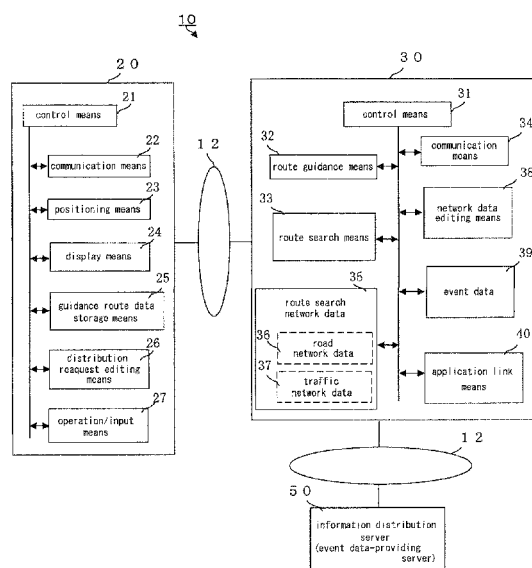 10
20
control means
21
22
communication means
23
positioning means
24
display means
25
guidance route data
storage means
26
distribution
reaquest editing
means
27
operation/input
means
12
30
control means
31
32
route guidance means
33
route search means
34
communication
means
38
network data
editing means
39
event data
35
route search
network data
36
road
network data
37
traffic
network data
40
application link
means
12
50
information distribution
server
(event data-providing
server)